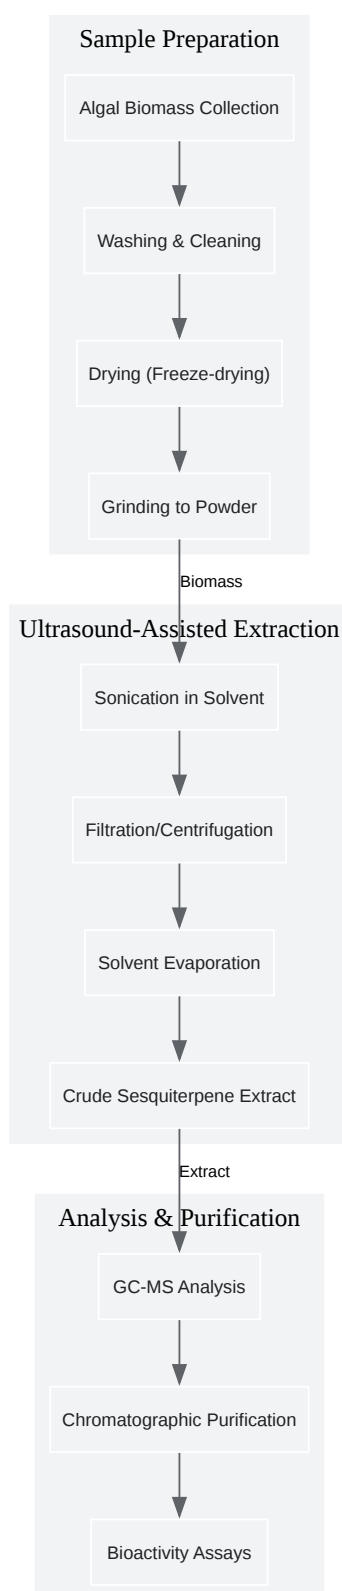 Sample Preparation
Algal Biomass Collection
Washing & Cleaning
Drying (Freeze-drying)
Grinding to Powder
Biomass
Ultrasound-Assisted Extraction
Sonication in Solvent
Filtration/Centrifugation
Solvent Evaporation
Crude Sesquiterpene Extract
Extract
Analysis & Purification
GC-MS Analysis
Chromatographic Purification
Bioactivity Assays